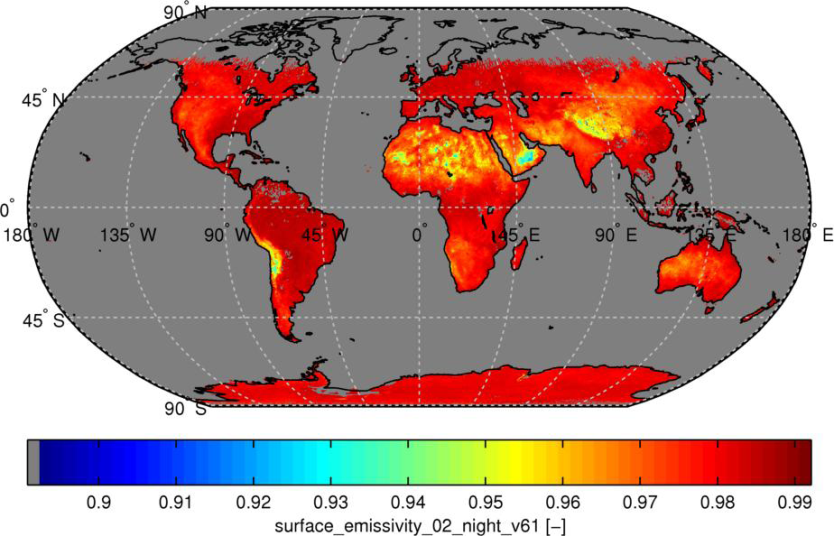 90° N
45° N
0°
180° W 135° W 90° W 45° W 0° 45° E 90° E 135° E 180° E
45° S
90 S
0.9 0.91 0.92 0.93 0.94 0.95 0.96 0.97 0.98 0.99
surface_emissivity_02_night_v61 [−]